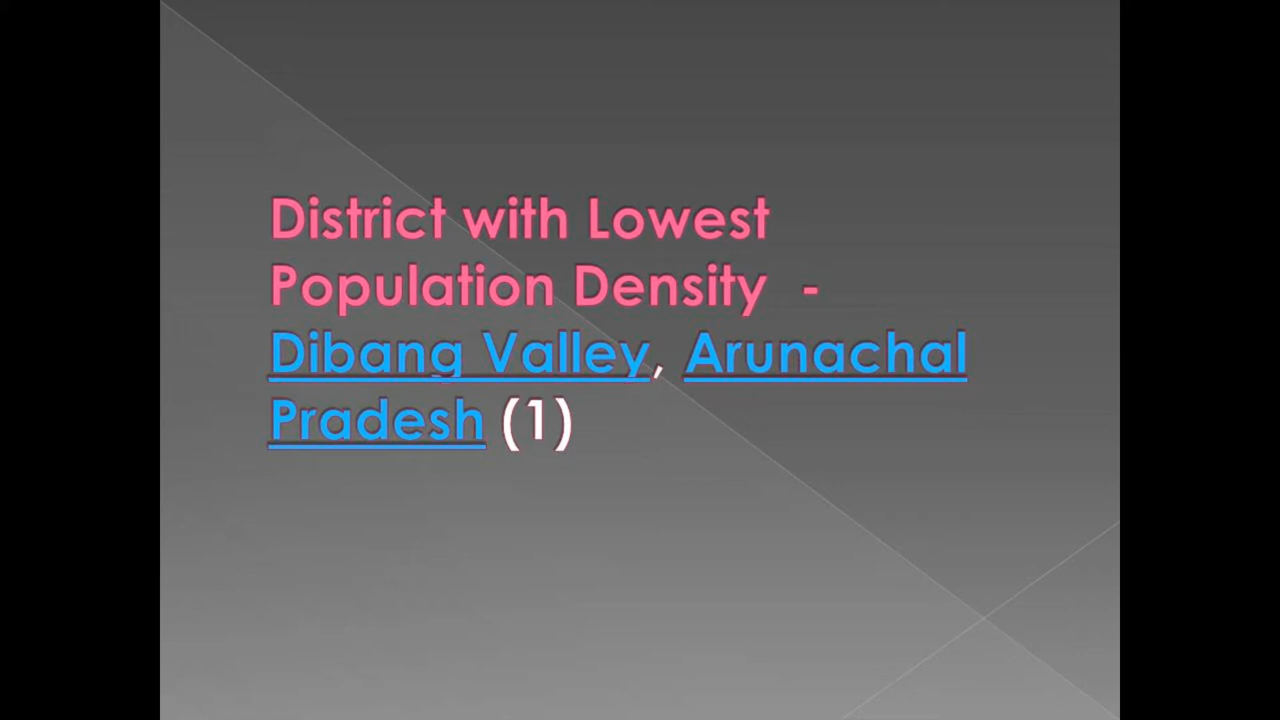 District with Lowest
Population Density  -
Dibang Valley, Arunachal
Pradesh (1)